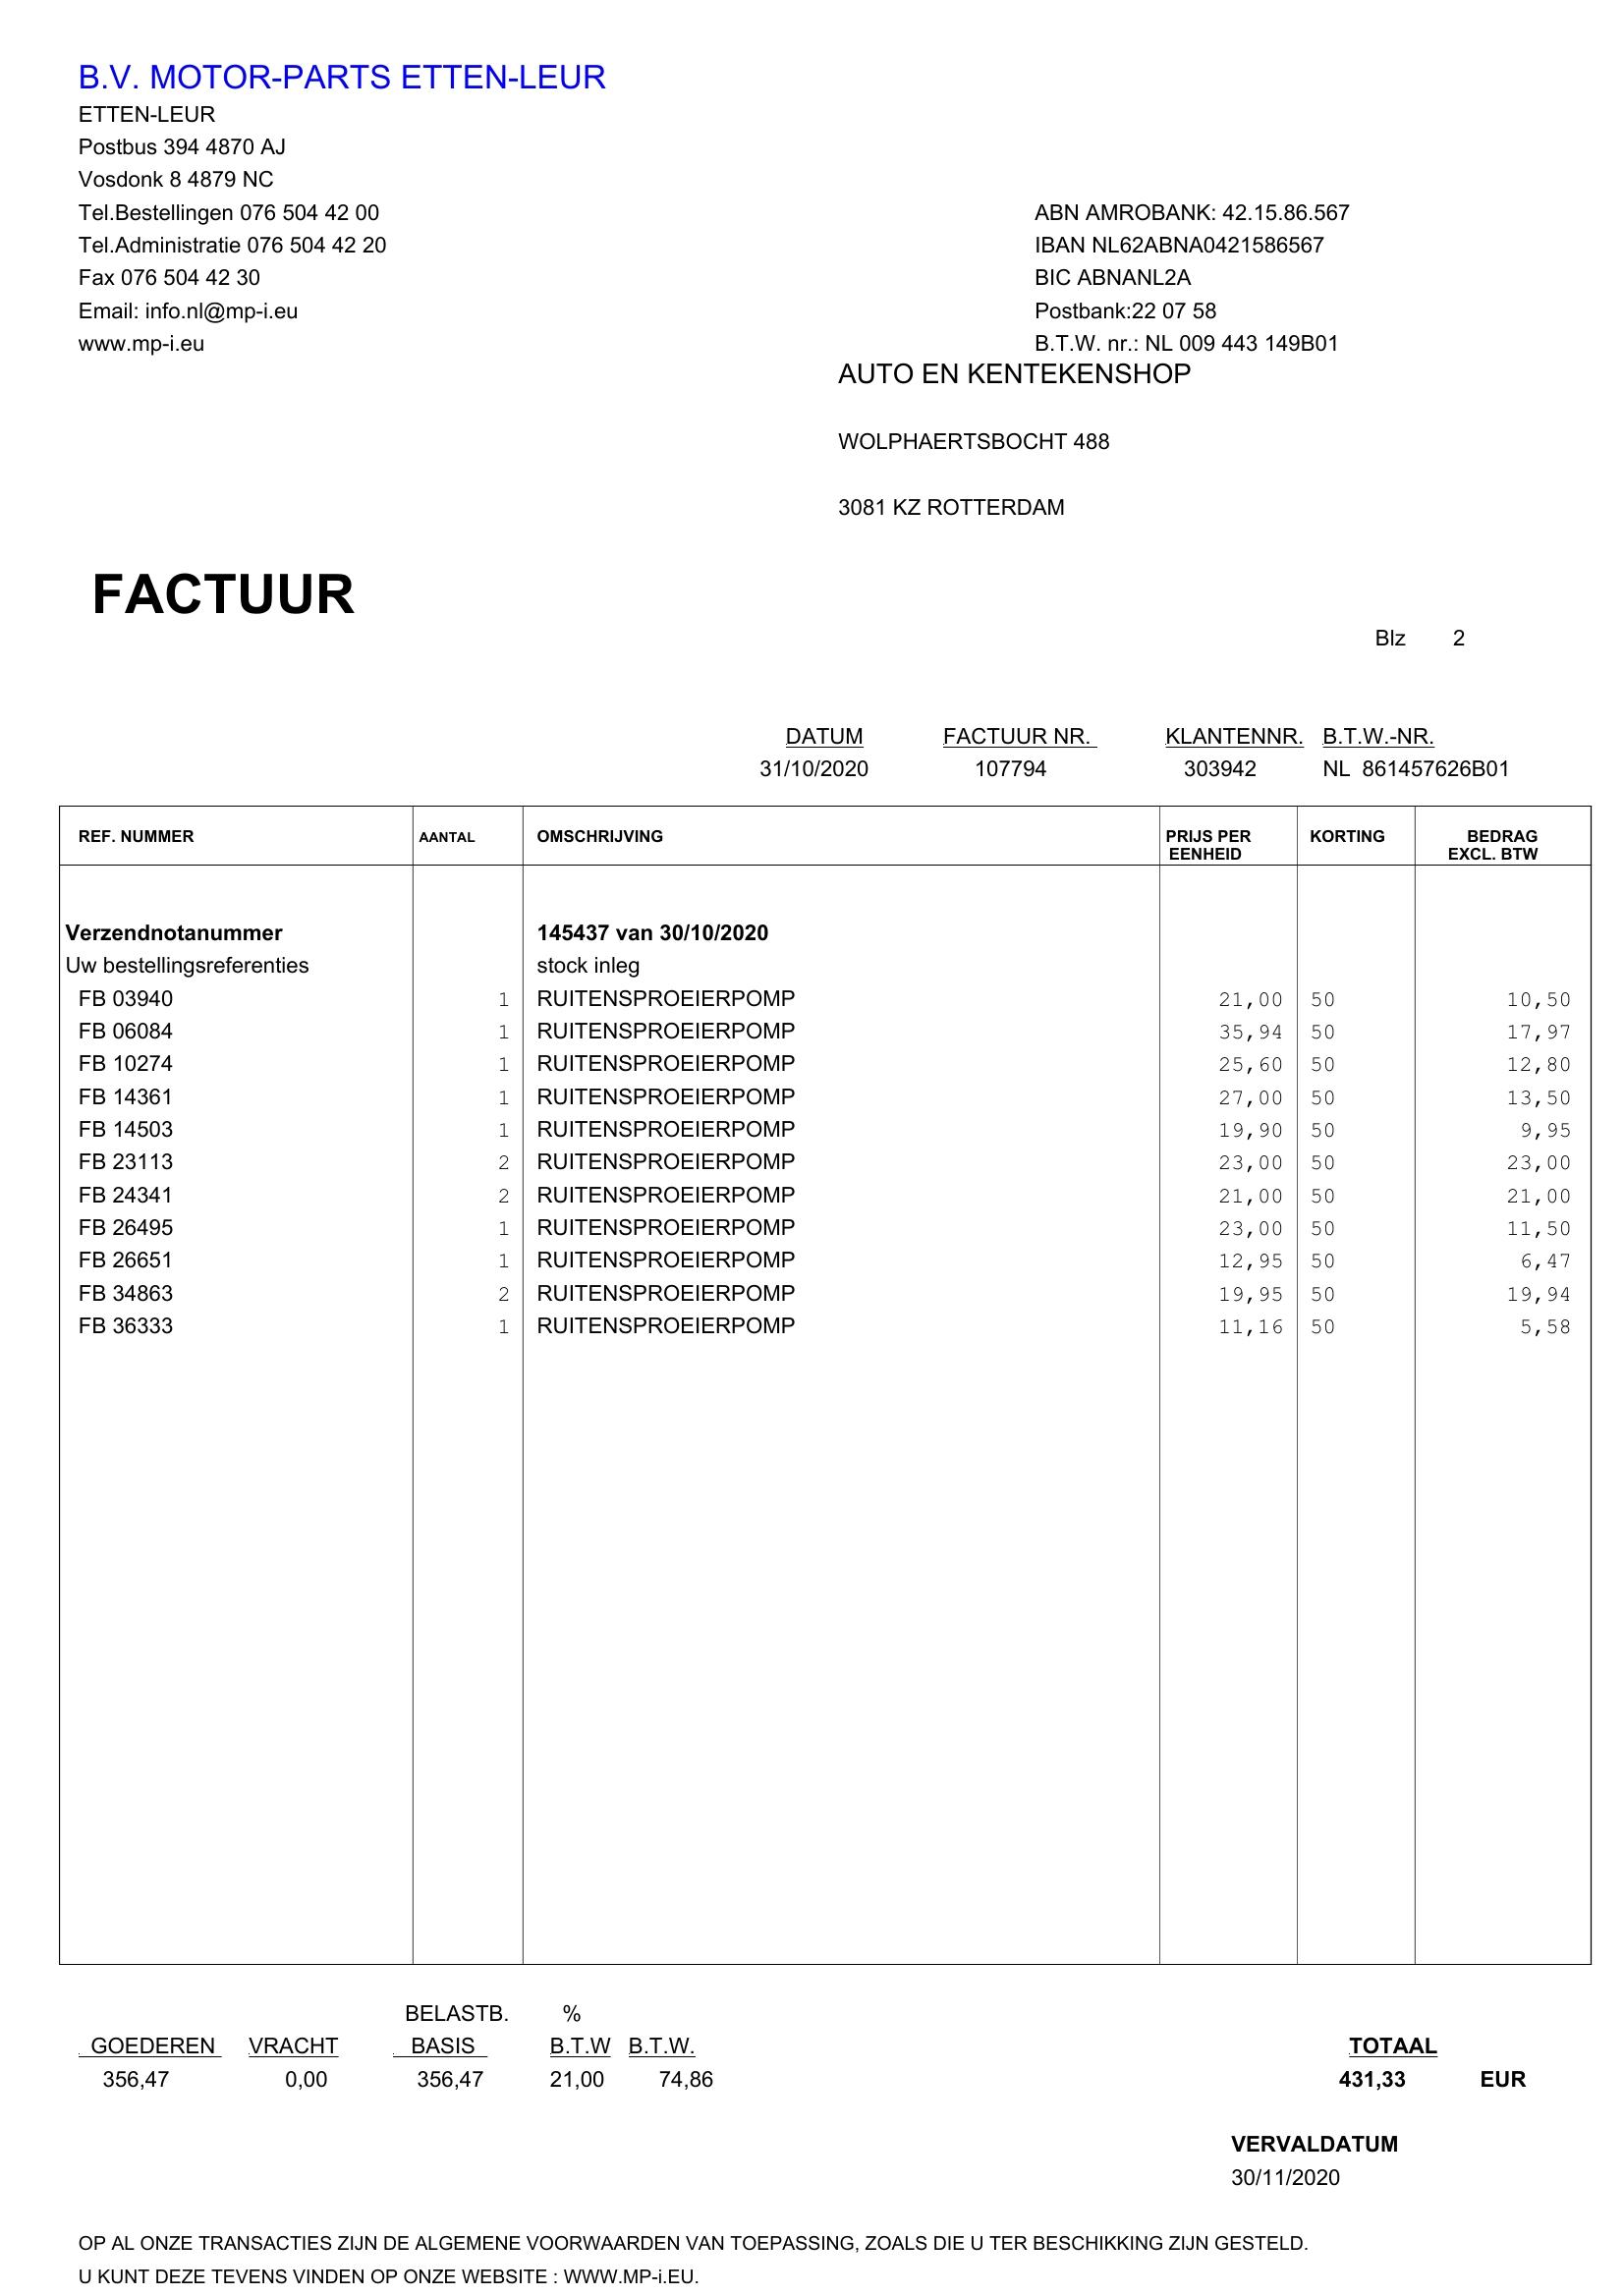 B.V. MOTOR-PARTS ETTEN-LEUR
ETTEN-LEUR
Postbus 394 4870 AJ
Vosdonk 8 4879 NC
Tel.Bestellingen 076 504 42 00
Tel.Administratie 076 504 42 20
Fax 076 504 42 30
Email: info.nl@mp-i.eu
www.mp-i.eu
ABN AMROBANK: 42.15.86.567
IBAN NL62ABNA0421586567
BIC ABNANL2A
Postbank:22 07 58
B.T.W. nr.: NL 009 443 149B01
AUTO EN KENTEKENSHOP
WOLPHAERTSBOCHT 488
3081 KZ ROTTERDAM
FACTUUR
Blz 2
DATUM FACTUUR NR. KLANTENNR. B.T.W.-NR.
31/10/2020 107794 303942 NL 861457626B01
REF. NUMMER AANTAL OMSCHRIJVING PRIJS PER KORTING BEDRAG
EENHEID EXCL. BTW
Verzendnotanummer 145437 van 30/10/2020
Uw bestellingsreferenties stock inleg
FB 03940 1 RUITENSPROEIERPOMP 21,00 50 10,50
FB 06084 1 RUITENSPROEIERPOMP 35,94 50 17,97
FB 10274 1 RUITENSPROEIERPOMP 25,60 50 12,80
FB 14361 1 RUITENSPROEIERPOMP 27,00 50 13,50
FB 14503 1 RUITENSPROEIERPOMP 19,90 50 9,95
FB 23113 2 RUITENSPROEIERPOMP 23,00 50 23,00
FB 24341 2 RUITENSPROEIERPOMP 21,00 50 21,00
FB 26495 1 RUITENSPROEIERPOMP 23,00 50 11,50
FB 26651 1 RUITENSPROEIERPOMP 12,95 50 6,47
FB 34863 2 RUITENSPROEIERPOMP 19,95 50 19,94
FB 36333 1 RUITENSPROEIERPOMP 11,16 50 5,58
BELASTB. %
GOEDEREN VRACHT BASIS B.T.W B.T.W. TOTAAL
356,47 0,00 356,47 21,00 74,86 431,33 EUR
VERVALDATUM
30/11/2020
OP AL ONZE TRANSACTIES ZIJN DE ALGEMENE VOORWAARDEN VAN TOEPASSING, ZOALS DIE U TER BESCHIKKING ZIJN GESTELD.
U KUNT DEZE TEVENS VINDEN OP ONZE WEBSITE : WWW.MP-i.EU.